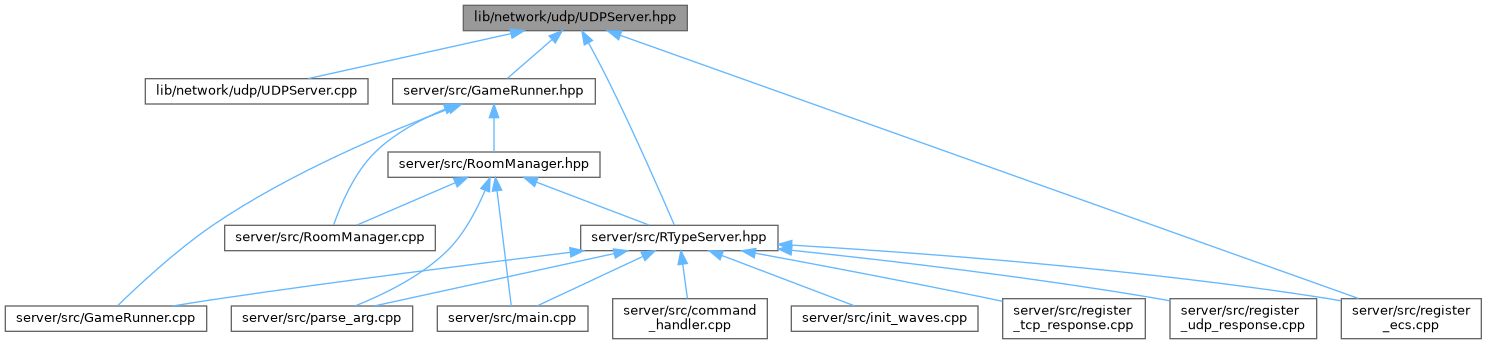 lib/network/udp/UDPServer.hpp
lib/network/udp/UDPServer.cpp
server/src/GameRunner.hpp
server/src/RoomManager.hpp
server/src/RoomManager.cpp
server/src/RTypeServer.hpp
server/src/GameRunner.cpp
server/src/parse_arg.cpp
server/src/main.cpp
server/src/command
_handler.cpp
server/src/init_waves.cpp
server/src/register
_tcp_response.cpp
server/src/register
_udp_response.cpp
server/src/register
_ecs.cpp